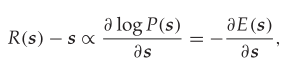 R(s) − s ∝ ∂ log P(s) / ∂s = − ∂E(s) / ∂s ,